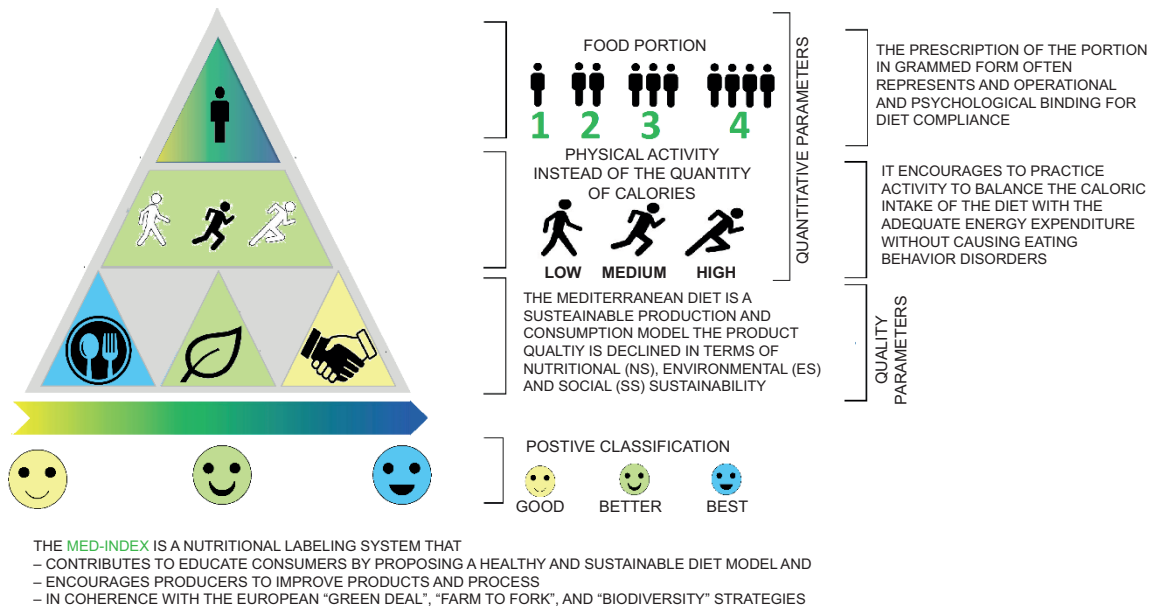 FOOD PORTION
1 2 3 4
PHYSICAL ACTIVITY
INSTEAD OF THE QUANTITY
OF CALORIES
LOW MEDIUM HIGH
QUANTITATIVE PARAMETERS
THE PRESCRIPTION OF THE PORTION
IN GRAMMED FORM OFTEN
REPRESENTS AND OPERATIONAL
AND PSYCHOLOGICAL BINDING FOR
DIET COMPLIANCE
IT ENCOURAGES TO PRACTICE
ACTIVITY TO BALANCE THE CALORIC
INTAKE OF THE DIET WITH THE
ADEQUATE ENERGY EXPENDITURE
WITHOUT CAUSING EATING
BEHAVIOR DISORDERS
THE MEDITERRANEAN DIET IS A
SUSTEAINABLE PRODUCTION AND
CONSUMPTION MODEL THE PRODUCT
QUALTIY IS DECLINED IN TERMS OF
NUTRITIONAL (NS), ENVIRONMENTAL (ES)
AND SOCIAL (SS) SUSTAINABILITY
QUALITY
PARAMETERS
POSTIVE CLASSIFICATION
GOOD BETTER BEST
THE MED-INDEX IS A NUTRITIONAL LABELING SYSTEM THAT
– CONTRIBUTES TO EDUCATE CONSUMERS BY PROPOSING A HEALTHY AND SUSTAINABLE DIET MODEL AND
– ENCOURAGES PRODUCERS TO IMPROVE PRODUCTS AND PROCESS
– IN COHERENCE WITH THE EUROPEAN “GREEN DEAL”, “FARM TO FORK”, AND “BIODIVERSITY” STRATEGIES